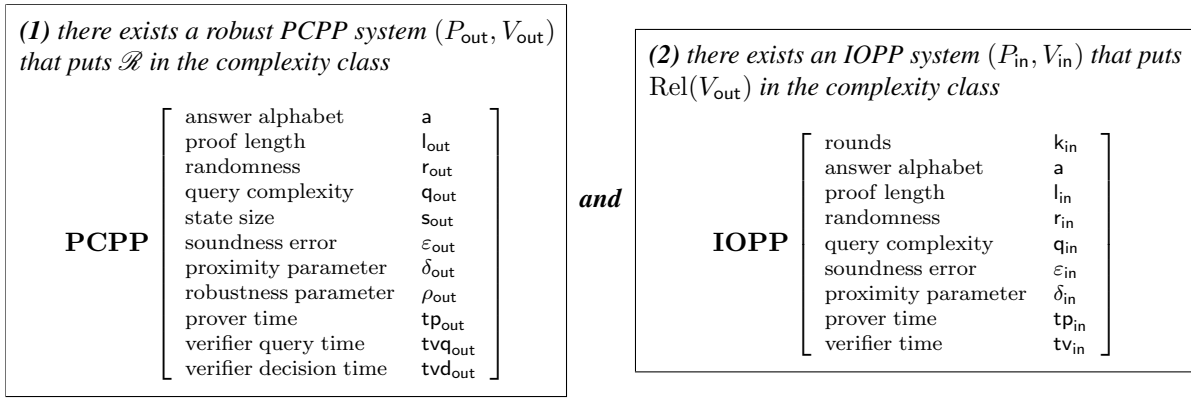 (1) there exists a robust PCPP system (P_out, V_out)
that puts ℛ in the complexity class
PCPP
answer alphabet a
proof length l_out
randomness r_out
query complexity q_out
state size s_out
soundness error ε_out
proximity parameter δ_out
robustness parameter ρ_out
prover time tp_out
verifier query time tvq_out
verifier decision time tvd_out
and
(2) there exists an IOPP system (P_in, V_in) that puts
Rel(V_out) in the complexity class
IOPP
rounds k_in
answer alphabet a
proof length l_in
randomness r_in
query complexity q_in
soundness error ε_in
proximity parameter δ_in
prover time tp_in
verifier time tv_in